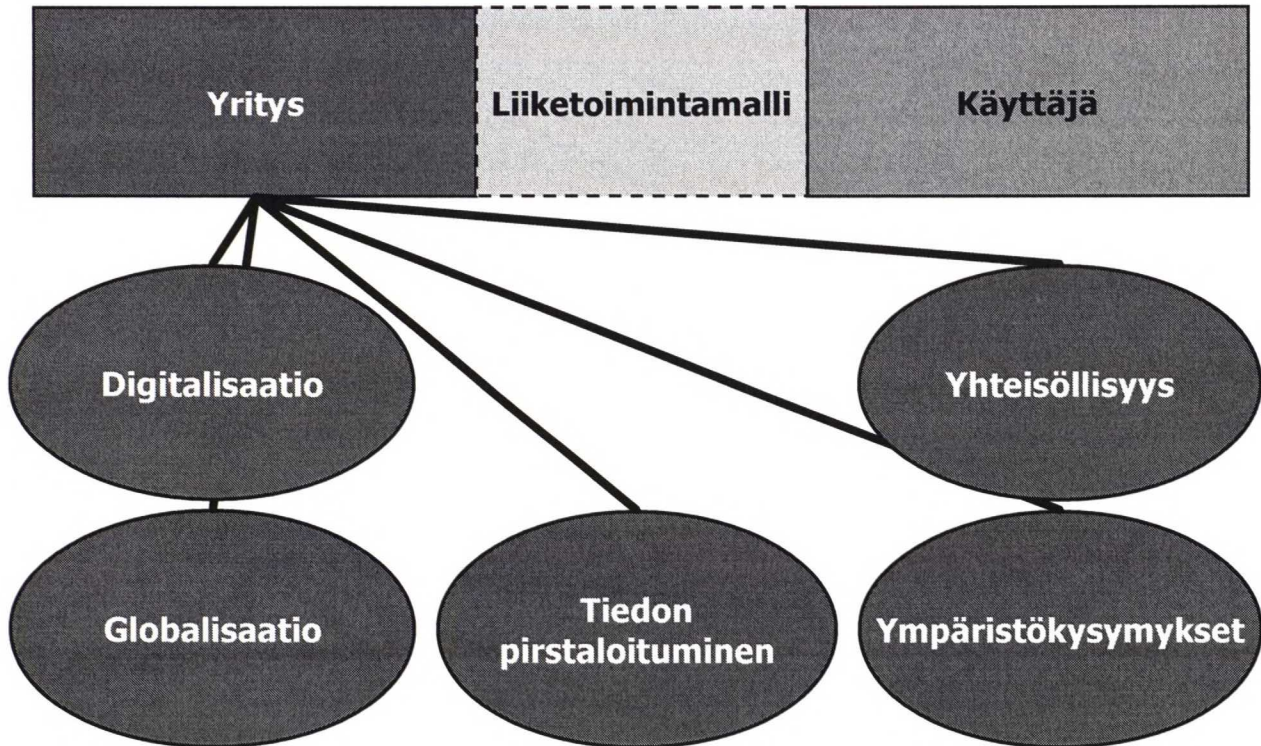 Yritys
Liiketoimintamalli
Käyttäjä
Digitalisaatio
Yhteisöllisyys
Globalisaatio
Tiedon
pirstaloituminen
Ympäristökysymykset